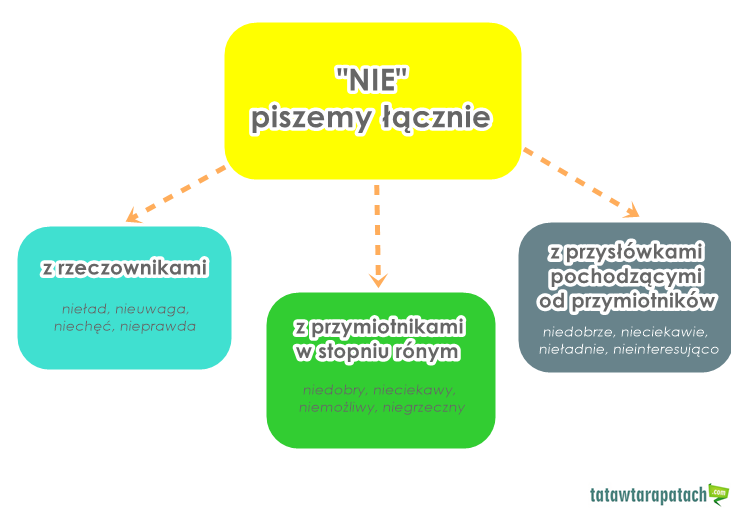 "NIE"
piszemy łącznie
z rzeczownikami
nieład, nieuwaga,
niechęć, nieprawda
z przymiotnikami
w stopniu rónym
niedobry, nieciekawy,
niemożliwy, niegrzeczny
z przysłówkami
pochodzącymi
od przymiotników
niedobrze, nieciekawie,
nieładnie, nieinteresująco
tatawtarapatach.com